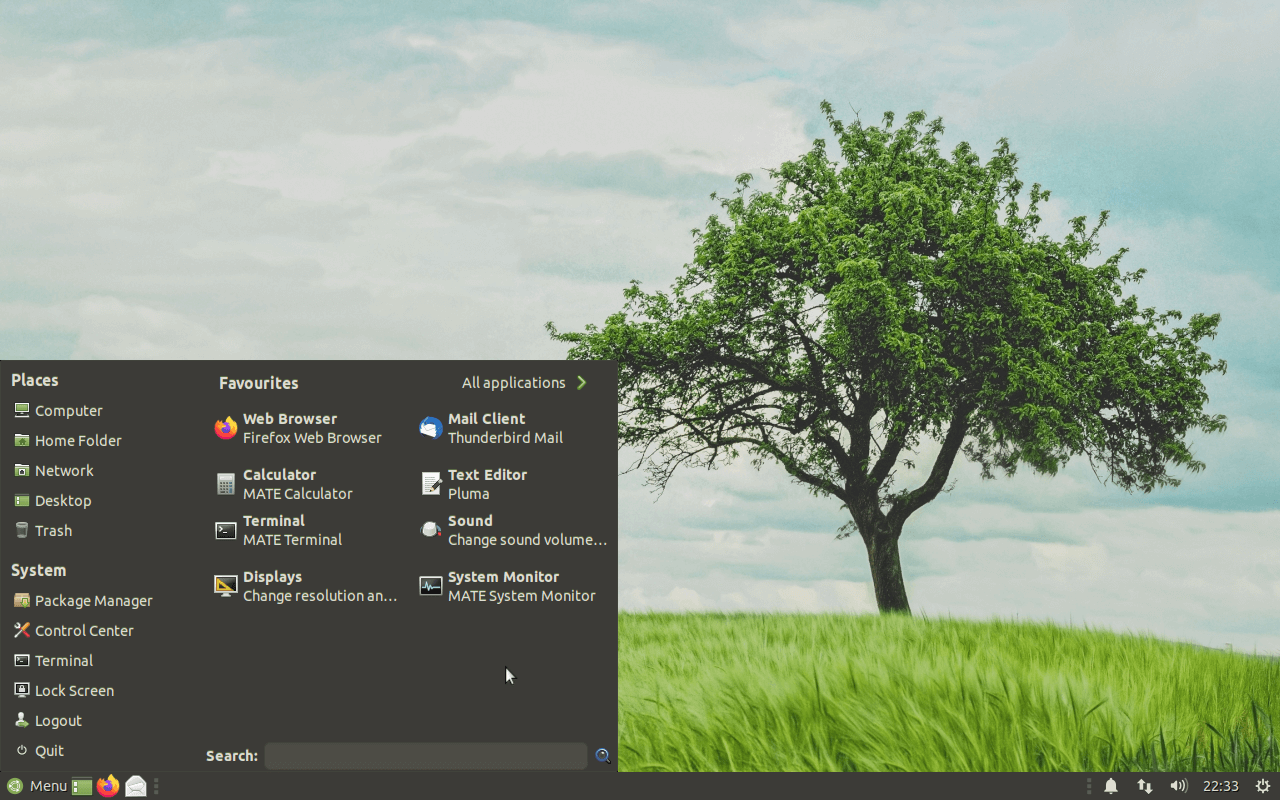 Places
Computer
Home Folder
Network
Desktop
Trash
System
Package Manager
Control Center
Terminal
Lock Screen
Logout
Quit
Favourites
All applications
Web Browser
Firefox Web Browser
Mail Client
Thunderbird Mail
Calculator
MATE Calculator
Text Editor
Pluma
Terminal
MATE Terminal
Sound
Change sound volume...
Displays
Change resolution an...
System Monitor
MATE System Monitor
Search:
Menu
22:33